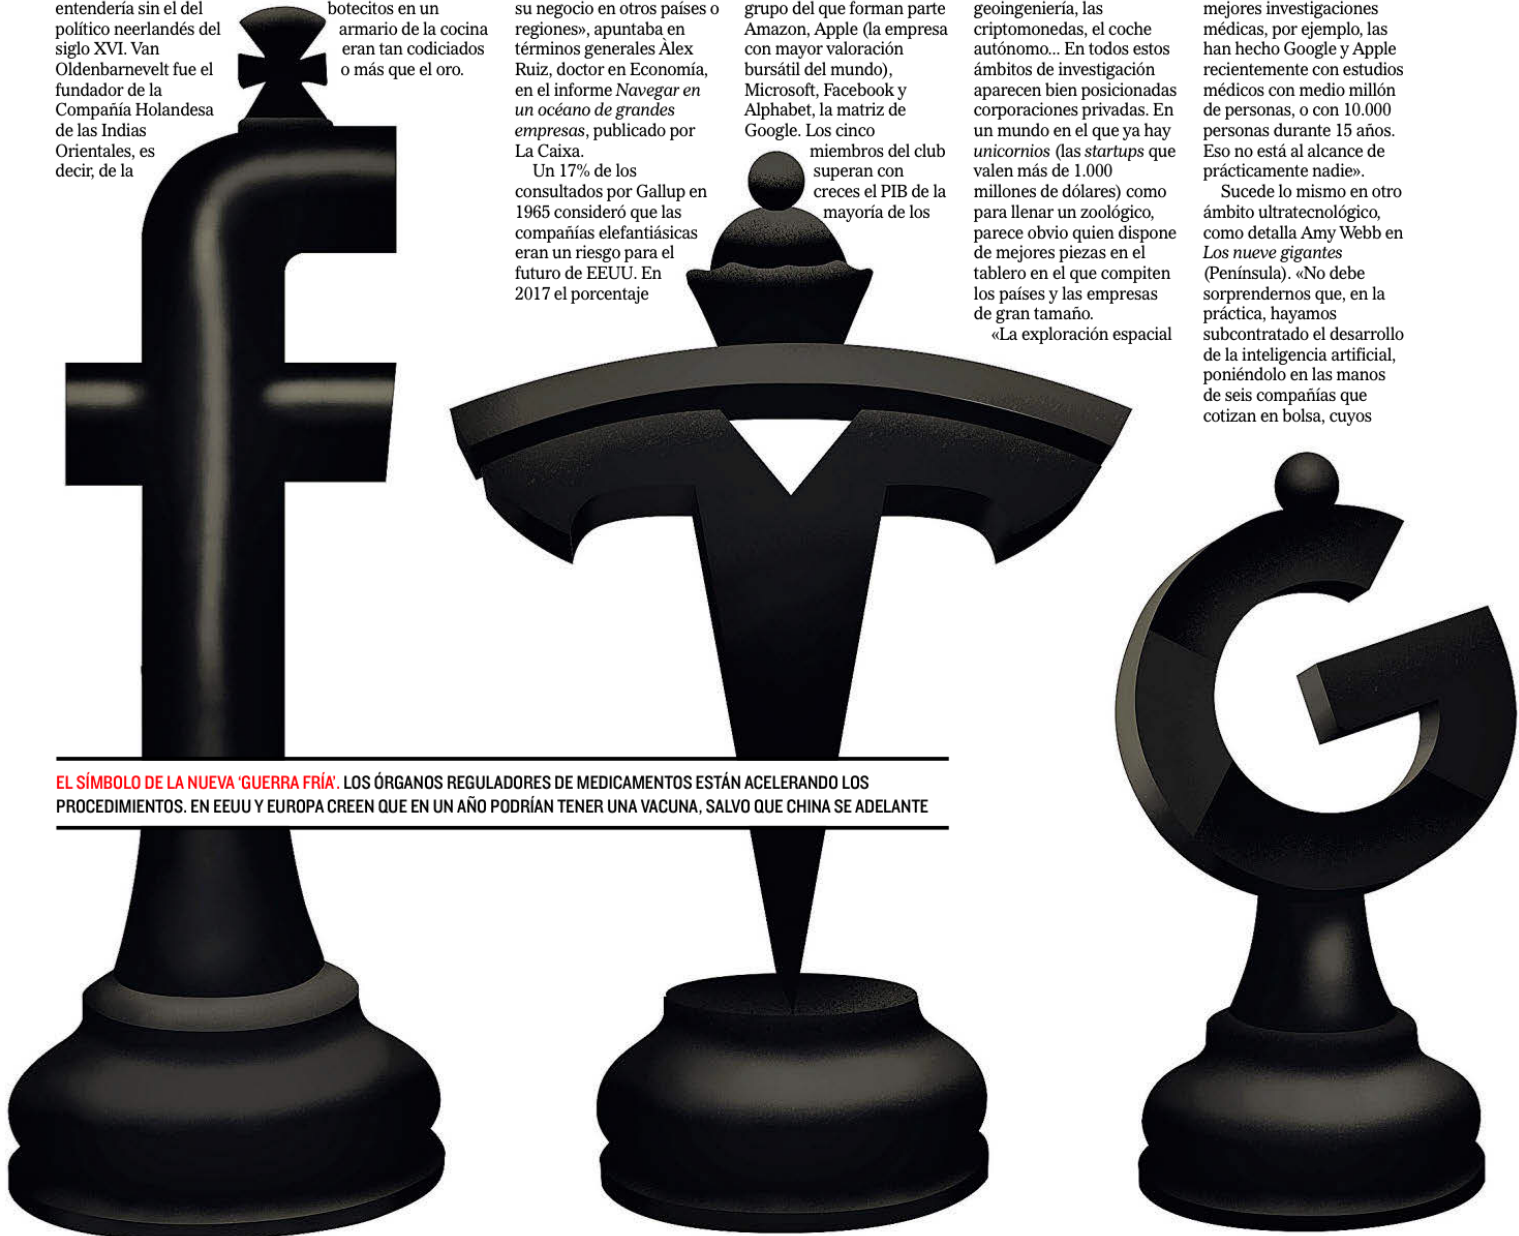 entendería sin el del
político neerlandés del
siglo XVI. Van
Oldenbarnevelt fue el
fundador de la
Compañía Holandesa
de las Indias
Orientales, es
decir, de la
botecitos en un
armario de la cocina
eran tan codiciados
o más que el oro.
su negocio en otros países o
regiones», apuntaba en
términos generales Àlex
Ruiz, doctor en Economía,
en el informe Navegar en
un océano de grandes
empresas, publicado por
La Caixa.
Un 17% de los
consultados por Gallup en
1965 consideró que las
compañías elefantiásicas
eran un riesgo para el
futuro de EEUU. En
2017 el porcentaje
grupo del que forman parte
Amazon, Apple (la empresa
con mayor valoración
bursátil del mundo),
Microsoft, Facebook y
Alphabet, la matriz de
Google. Los cinco
miembros del club
superan con
creces el PIB de la
mayoría de los
geoingeniería, las
criptomonedas, el coche
autónomo... En todos estos
ámbitos de investigación
aparecen bien posicionadas
corporaciones privadas. En
un mundo en el que ya hay
unicornios (las startups que
valen más de 1.000
millones de dólares) como
para llenar un zoológico,
parece obvio quien dispone
de mejores piezas en el
tablero en el que compiten
los países y las empresas
de gran tamaño.
«La exploración espacial
mejores investigaciones
médicas, por ejemplo, las
han hecho Google y Apple
recientemente con estudios
médicos con medio millón
de personas, o con 10.000
personas durante 15 años.
Eso no está al alcance de
prácticamente nadie».
Sucede lo mismo en otro
ámbito ultratecnológico,
como detalla Amy Webb en
Los nueve gigantes
(Península). «No debe
sorprendernos que, en la
práctica, hayamos
subcontratado el desarrollo
de la inteligencia artificial,
poniéndolo en las manos
de seis compañías que
cotizan en bolsa, cuyos
EL SÍMBOLO DE LA NUEVA ‘GUERRA FRÍA’. LOS ÓRGANOS REGULADORES DE MEDICAMENTOS ESTÁN ACELERANDO LOS
PROCEDIMIENTOS. EN EEUU Y EUROPA CREEN QUE EN UN AÑO PODRÍAN TENER UNA VACUNA, SALVO QUE CHINA SE ADELANTE